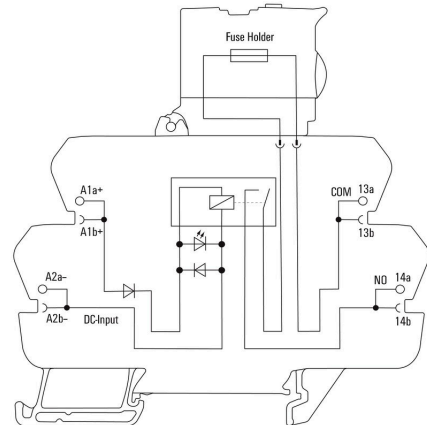 Fuse Holder
A1a+
A1b+
A2a–
A2b–
DC-Input
COM
13a
13b
NO
14a
14b